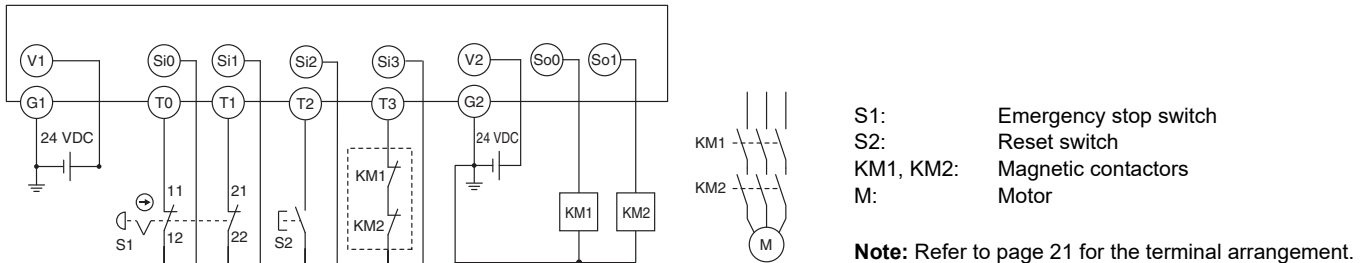 V1 Si0 Si1 Si2 Si3 V2 So0 So1
G1 T0 T1 T2 T3 G2
24 VDC 24 VDC
KM1
11 21
KM1 KM2
12 22
S1 S2 KM2
KM1
KM2
M
S1: Emergency stop switch
S2: Reset switch
KM1, KM2: Magnetic contactors
M: Motor
Note: Refer to page 21 for the terminal arrangement.